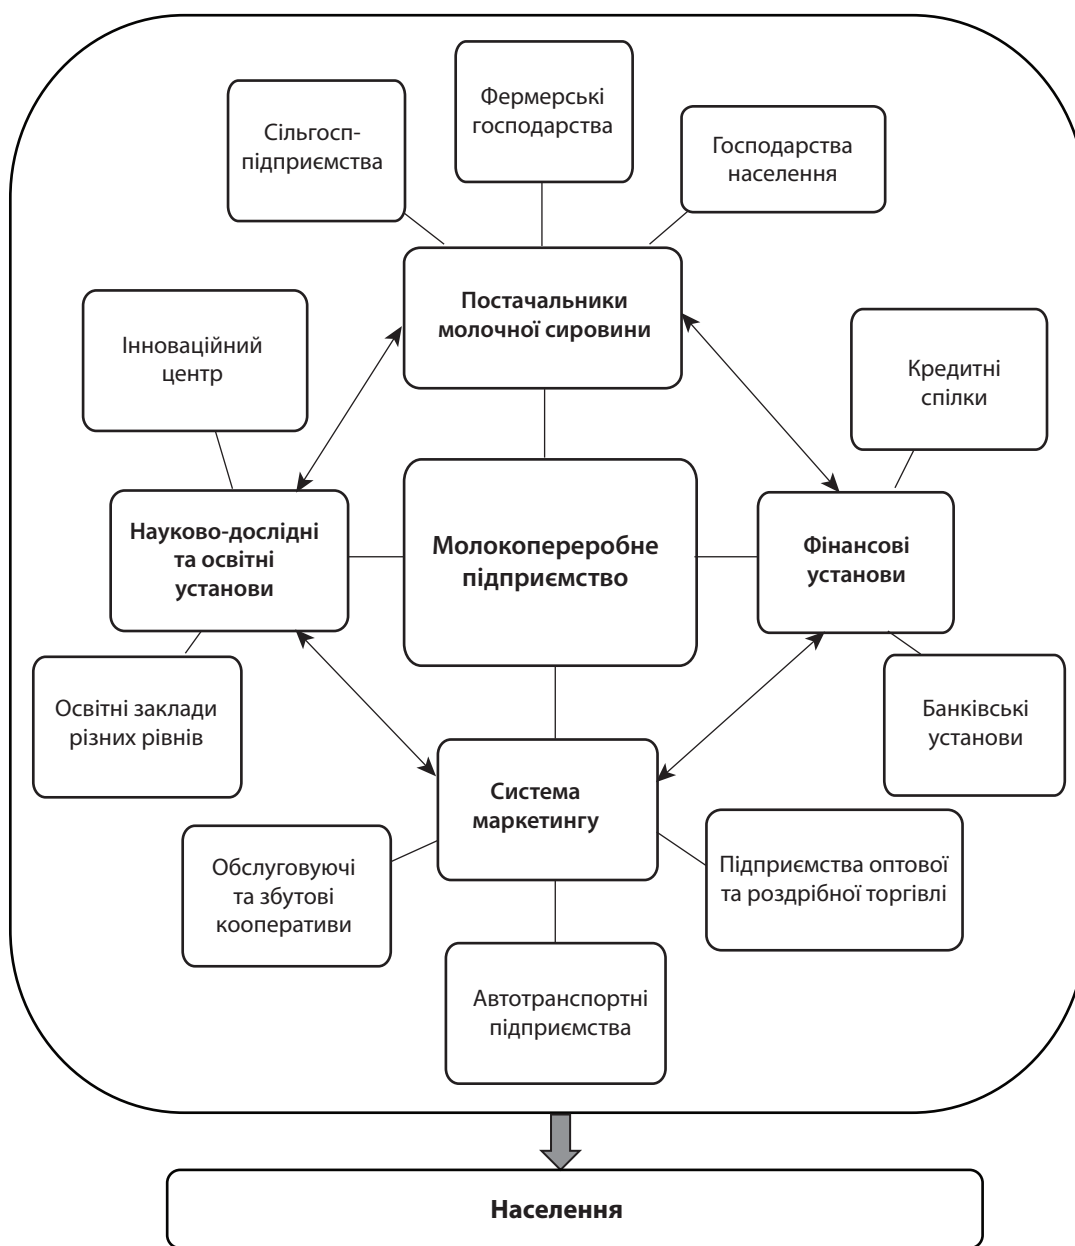 Фермерські
господарства
Сільгосп-
підприємства
Господарства
населення
Постачальники
молочної сировини
Інноваційний
центр
Кредитні
спілки
Науково-дослідні
та освітні
установи
Молокопереробне
підприємство
Фінансові
установи
Освітні заклади
різних рівнів
Банківські
установи
Система
маркетингу
Обслуговуючі
та збутові
кооперативи
Підприємства оптової
та роздрібної торгівлі
Автотранспортні
підприємства
Населення